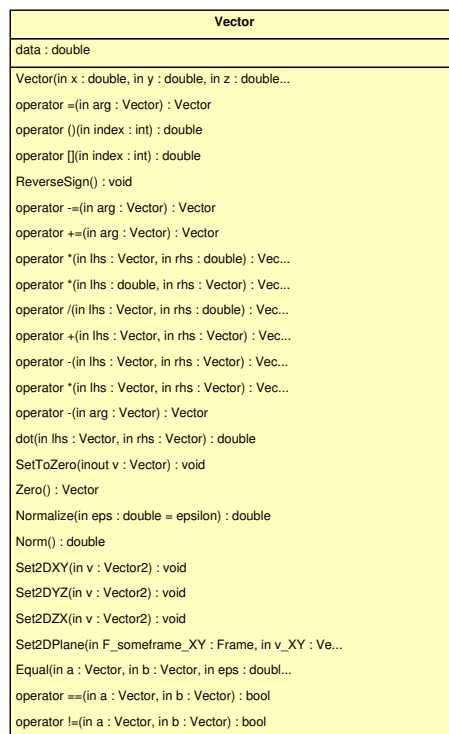 Vector
data : double
Vector(in x : double, in y : double, in z : double...
operator =(in arg : Vector) : Vector
operator ()(in index : int) : double
operator [](in index : int) : double
ReverseSign() : void
operator -=(in arg : Vector) : Vector
operator +=(in arg : Vector) : Vector
operator *(in lhs : Vector, in rhs : double) : Vec...
operator *(in lhs : double, in rhs : Vector) : Vec...
operator /(in lhs : Vector, in rhs : double) : Vec...
operator +(in lhs : Vector, in rhs : Vector) : Vec...
operator -(in lhs : Vector, in rhs : Vector) : Vec...
operator *(in lhs : Vector, in rhs : Vector) : Vec...
operator -(in arg : Vector) : Vector
dot(in lhs : Vector, in rhs : Vector) : double
SetToZero(inout v : Vector) : void
Zero() : Vector
Normalize(in eps : double = epsilon) : double
Norm() : double
Set2DXY(in v : Vector2) : void
Set2DYZ(in v : Vector2) : void
Set2DZX(in v : Vector2) : void
Set2DPlane(in F_someframe_XY : Frame, in v_XY : Ve...
Equal(in a : Vector, in b : Vector, in eps : doubl...
operator ==(in a : Vector, in b : Vector) : bool
operator !=(in a : Vector, in b : Vector) : bool